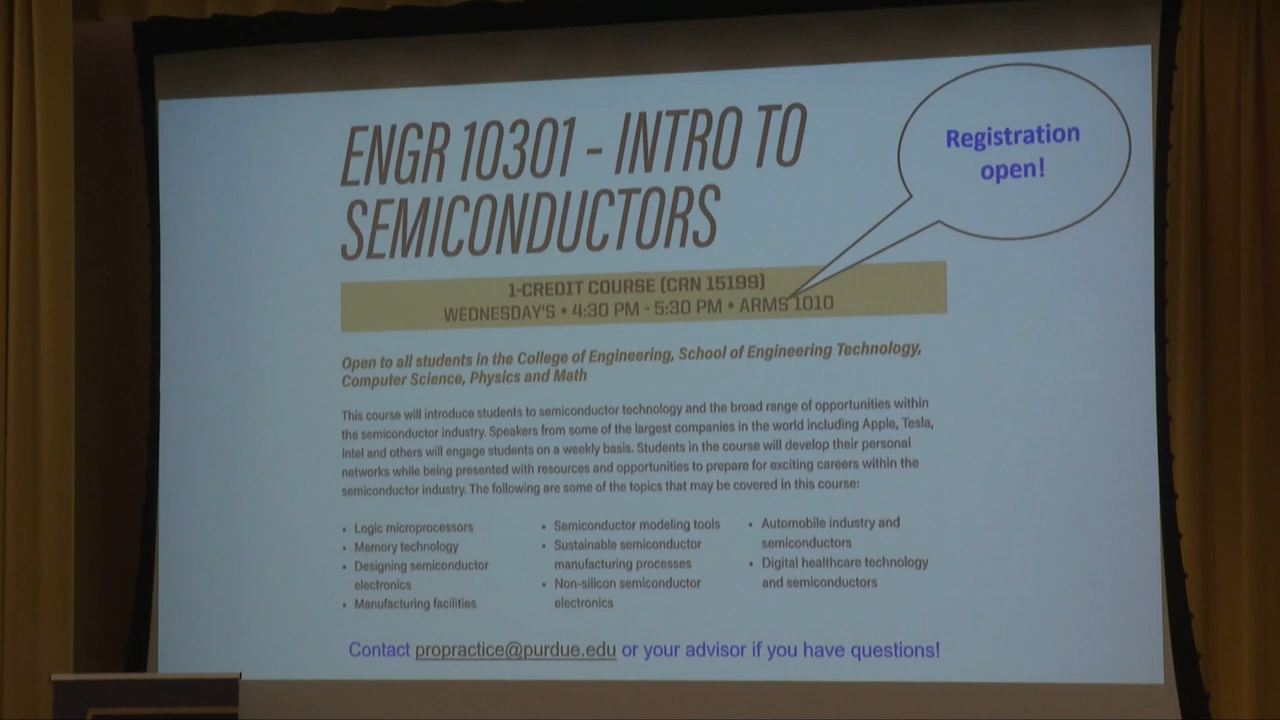 ENGR 10301 - INTRO TO
SEMICONDUCTORS
Registration
open!
1-CREDIT COURSE (CRN 15199)
WEDNESDAY'S • 4:30 PM - 5:30 PM • ARMS 1010
Open to all students in the College of Engineering, School of Engineering Technology,
Computer Science, Physics and Math
This course will introduce students to semiconductor technology and the broad range of opportunities within
the semiconductor industry. Speakers from some of the largest companies in the world including Apple, Tesla,
Intel and others will engage students on a weekly basis. Students in the course will develop their personal
networks while being presented with resources and opportunities to prepare for exciting careers within the
semiconductor industry. The following are some of the topics that may be covered in this course:
• Logic microprocessors
• Memory technology
• Designing semiconductor
electronics
• Manufacturing facilities
• Semiconductor modeling tools
• Sustainable semiconductor
manufacturing processes
• Non-silicon semiconductor
electronics
• Automobile industry and
semiconductors
• Digital healthcare technology
and semiconductors
Contact propractice@purdue.edu or your advisor if you have questions!